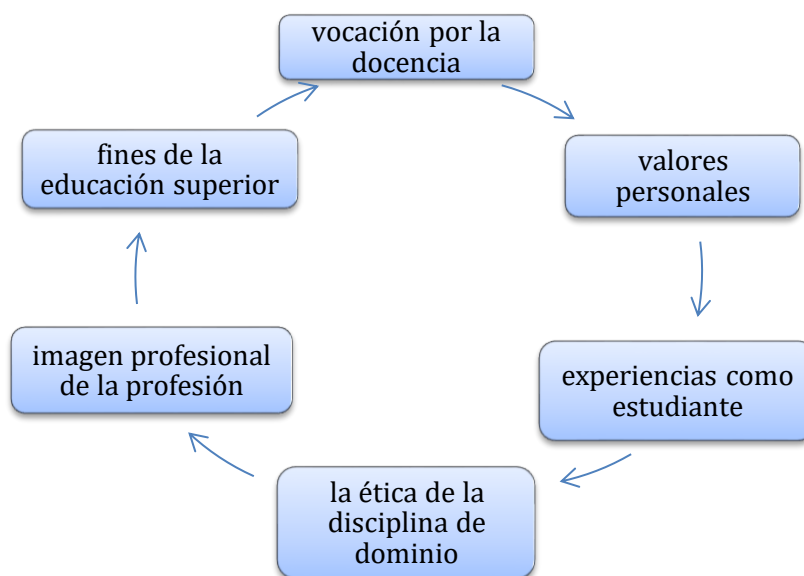 vocación por la
docencia
valores
personales
experiencias como
estudiante
la ética de la
disciplina de
dominio
imagen profesional
de la profesión
fines de la
educación superior